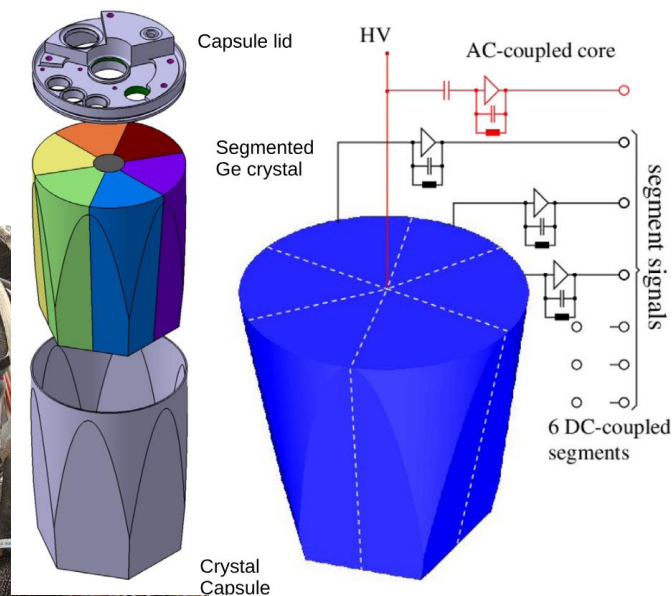 HV
AC-coupled core
Capsule lid
Segmented
Ge crystal
segment signals
6 DC-coupled
segments
Crystal
Capsule